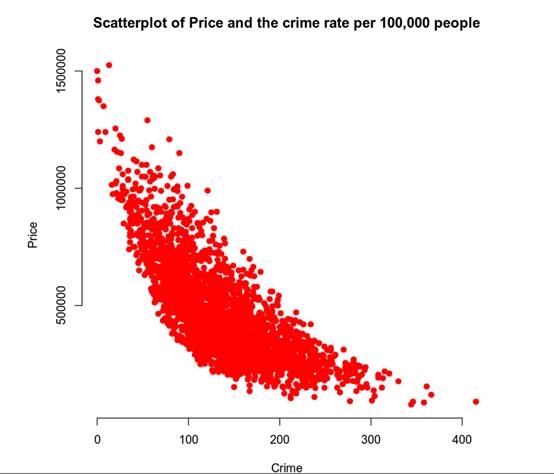 Scatterplot of Price and the crime rate per 100,000 people
1500000
1000000
500000
Price
0 100 200 300 400
Crime